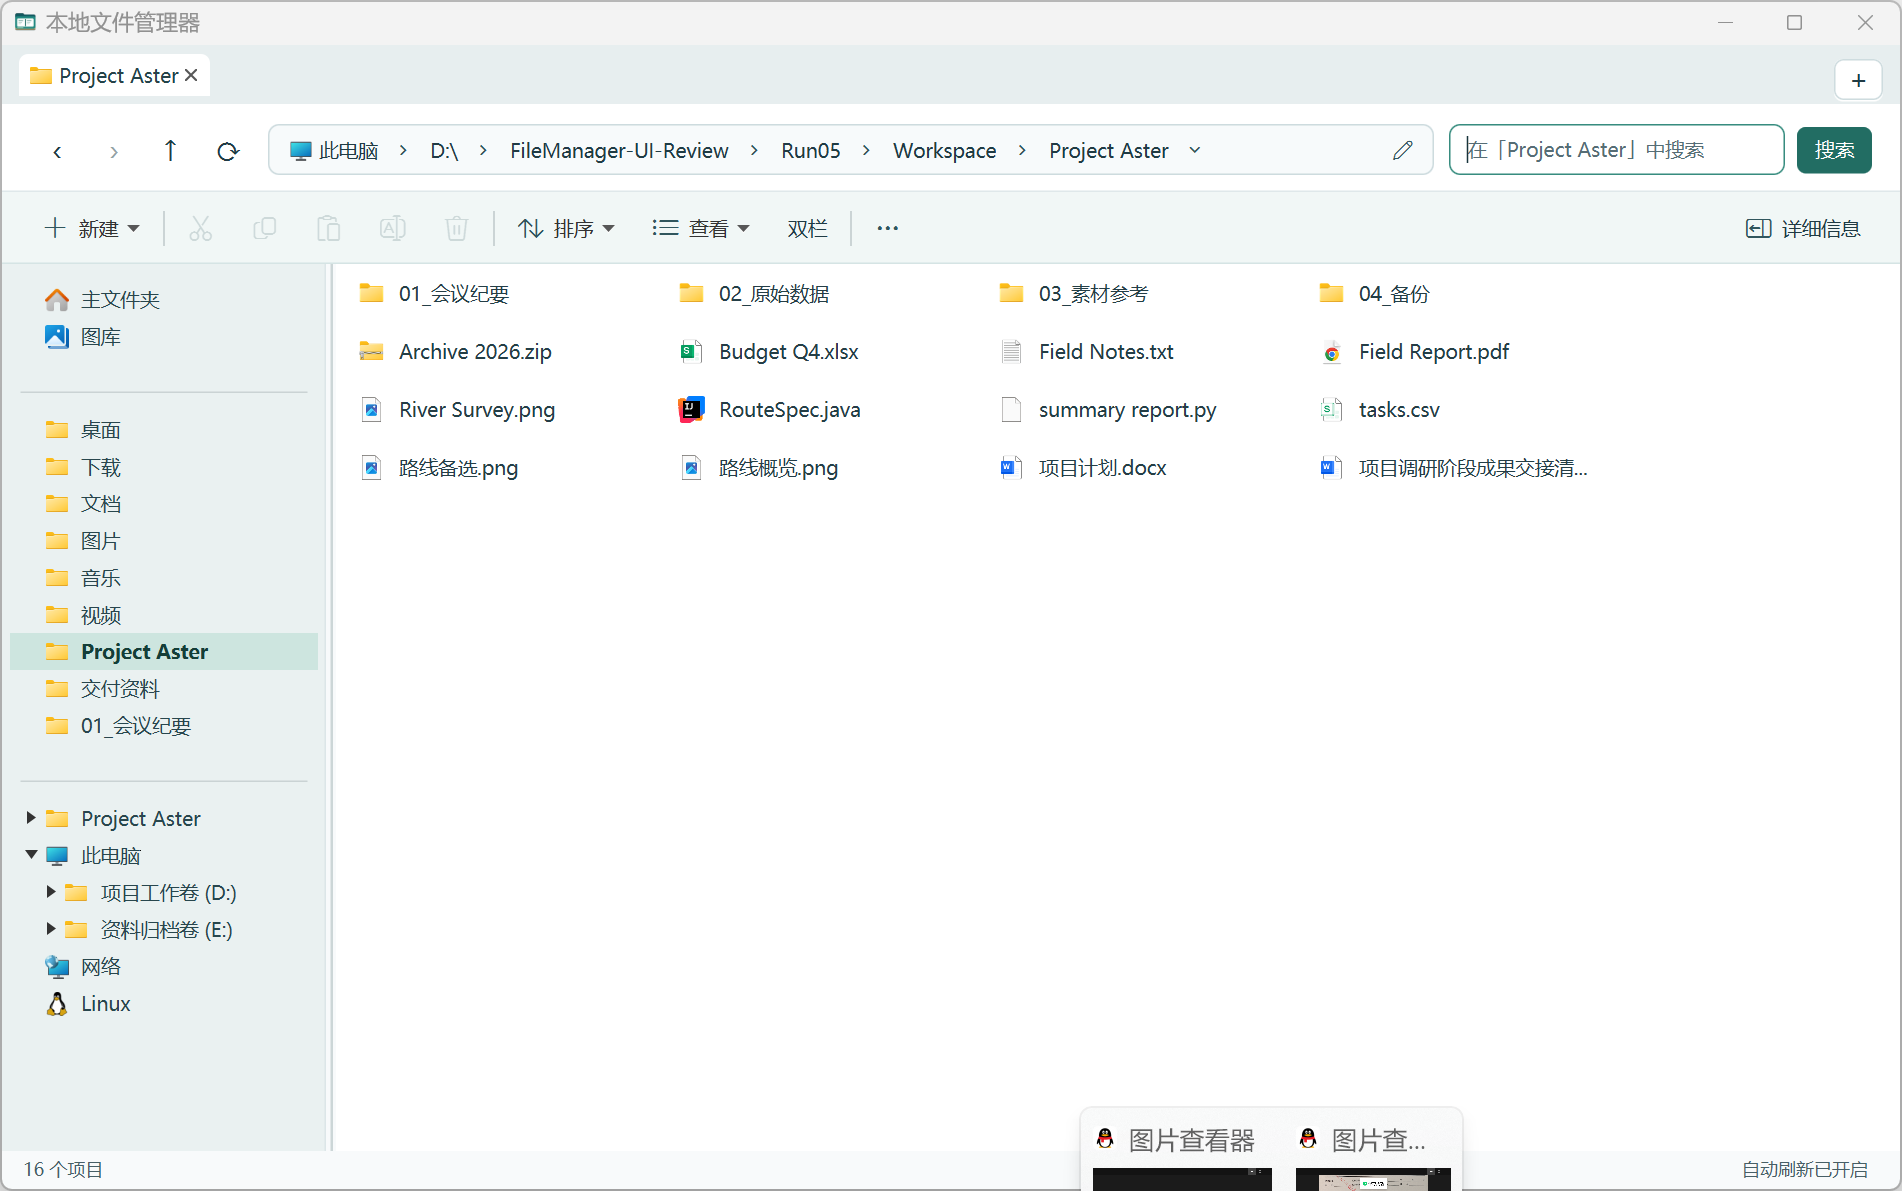 本地文件管理器
Project Aster
此电脑 D:\ FileManager-UI-Review Run05 Workspace Project Aster
在「Project Aster」中搜索
搜索
新建 排序 查看 双栏 详细信息
主文件夹
图库
桌面
下载
文档
图片
音乐
视频
Project Aster
交付资料
01_会议纪要
Project Aster
此电脑
项目工作卷 (D:)
资料归档卷 (E:)
网络
Linux
01_会议纪要 02_原始数据 03_素材参考 04_备份
Archive 2026.zip Budget Q4.xlsx Field Notes.txt Field Report.pdf
River Survey.png RouteSpec.java summary report.py tasks.csv
路线备选.png 路线概览.png 项目计划.docx 项目调研阶段成果交接清...
图片查看器 图片查...
16 个项目 自动刷新已开启